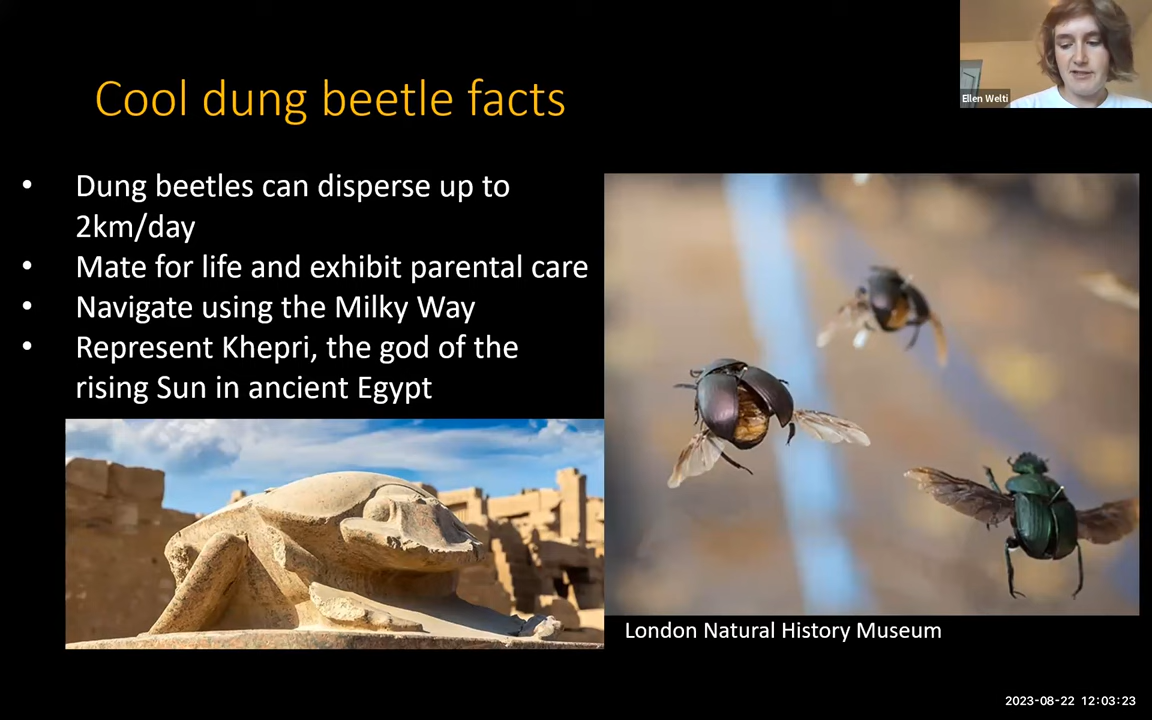 Cool dung beetle facts
Ellen Welti
• Dung beetles can disperse up to
2km/day
• Mate for life and exhibit parental care
• Navigate using the Milky Way
• Represent Khepri, the god of the
rising Sun in ancient Egypt
London Natural History Museum
2023-08-22 12:03:23